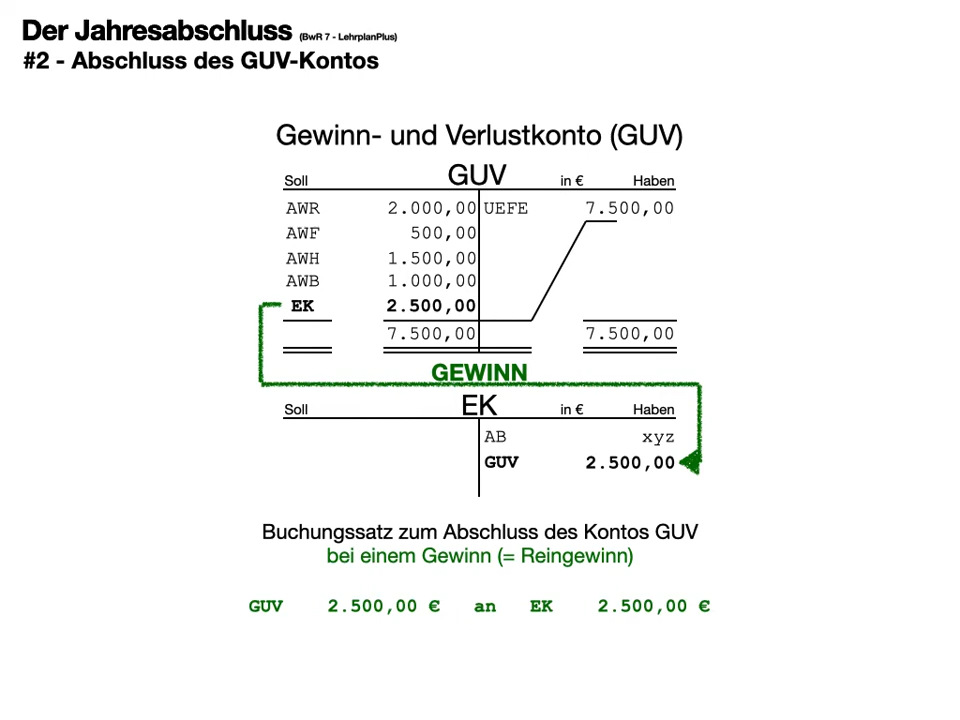 Der Jahresabschluss (BwR 7 - LehrplanPlus)
#2 - Abschluss des GUV-Kontos
Gewinn- und Verlustkonto (GUV)
Soll GUV in € Haben
AWR 2.000,00 UEFE 7.500,00
AWF 500,00
AWH 1.500,00
AWB 1.000,00
EK 2.500,00
7.500,00 7.500,00
GEWINN
Soll EK in € Haben
AB xyz
GUV 2.500,00
Buchungssatz zum Abschluss des Kontos GUV
bei einem Gewinn (= Reingewinn)
GUV 2.500,00 € an EK 2.500,00 €